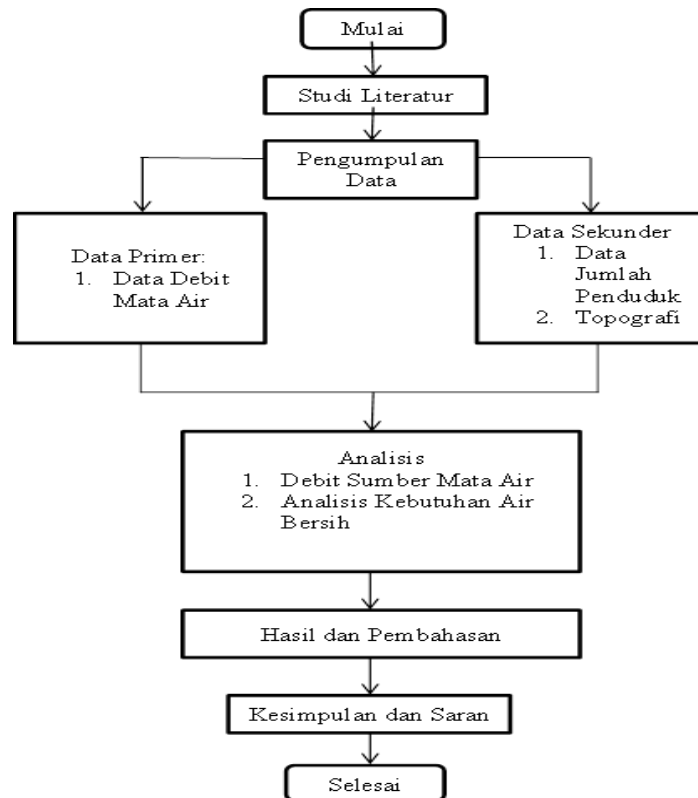 Mulai
Studi Literatur
Pengumpulan
Data
Data Primer:
1. Data Debit
Mata Air
Data Sekunder
1. Data
Jumlah
Penduduk
2. Topografi
Analisis
1. Debit Sumber Mata Air
2. Analisis Kebutuhan Air
Bersih
Hasil dan Pembahasan
Kesimpulan dan Saran
Selesai